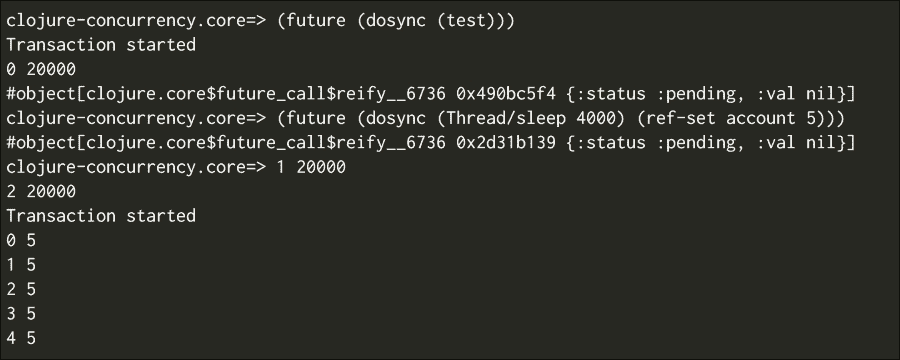 clojure-concurrency.core=> (future (dosync (test)))
Transaction started
0 20000
#object[clojure.core$future_call$reify__6736 0x490bc5f4 {:status :pending, :val nil}]
clojure-concurrency.core=> (future (dosync (Thread/sleep 4000) (ref-set account 5)))
#object[clojure.core$future_call$reify__6736 0x2d31b139 {:status :pending, :val nil}]
clojure-concurrency.core=> 1 20000
2 20000
Transaction started
0 5
1 5
2 5
3 5
4 5